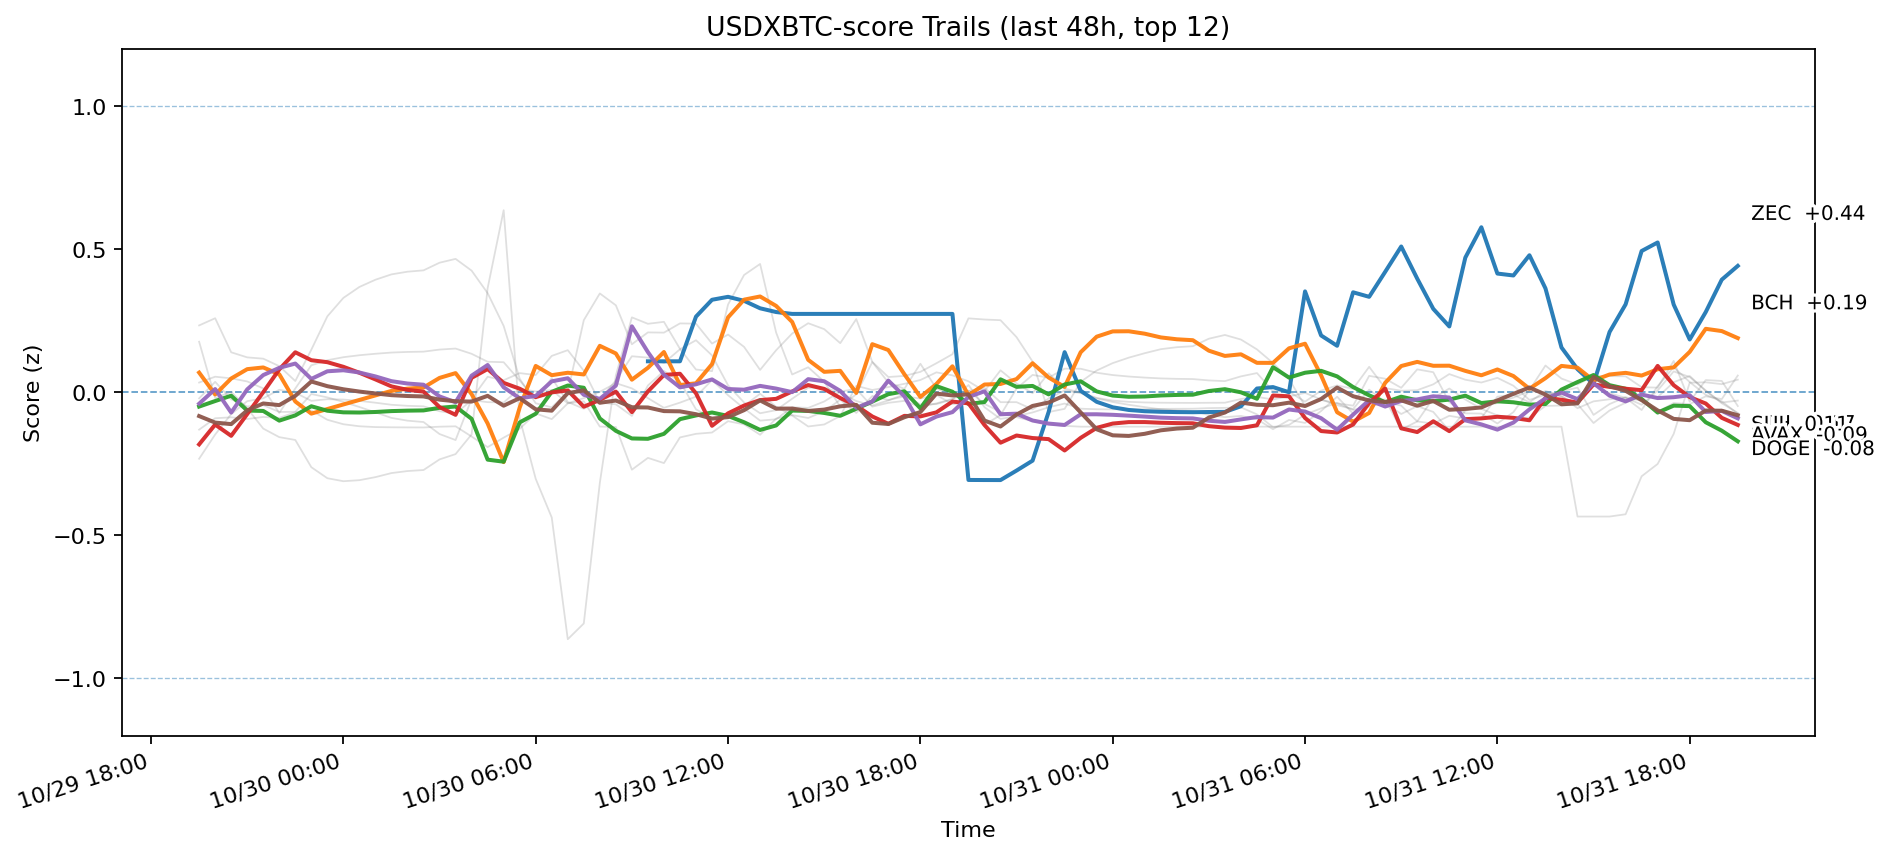 USDXBTC-score Trails (last 48h, top 12)
Score (z)
1.0
0.5
0.0
−0.5
−1.0
ZEC +0.44
BCH +0.19
AVAX -0.09
DOGE -0.08
10/29 18:00
10/30 00:00
10/30 06:00
10/30 12:00
10/30 18:00
10/31 00:00
10/31 06:00
10/31 12:00
10/31 18:00
Time